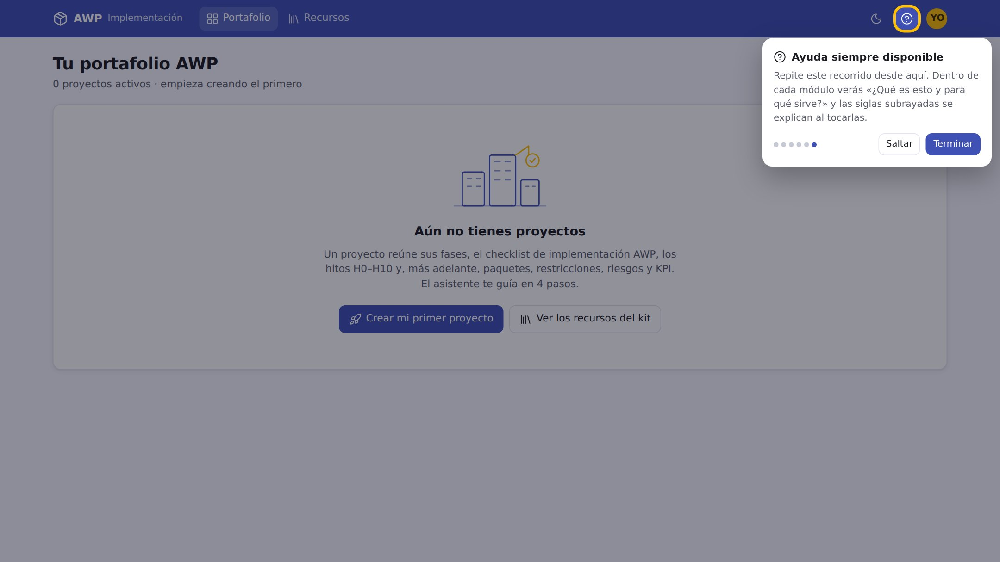 AWP Implementación Portafolio Recursos YO
Tu portafolio AWP
0 proyectos activos · empieza creando el primero
Ayuda siempre disponible
Repite este recorrido desde aquí. Dentro de
cada módulo verás «¿Qué es esto y para
qué sirve?» y las siglas subrayadas se
explican al tocarlas.
Saltar Terminar
Aún no tienes proyectos
Un proyecto reúne sus fases, el checklist de implementación AWP, los
hitos H0–H10 y, más adelante, paquetes, restricciones, riesgos y KPI.
El asistente te guía en 4 pasos.
Crear mi primer proyecto Ver los recursos del kit